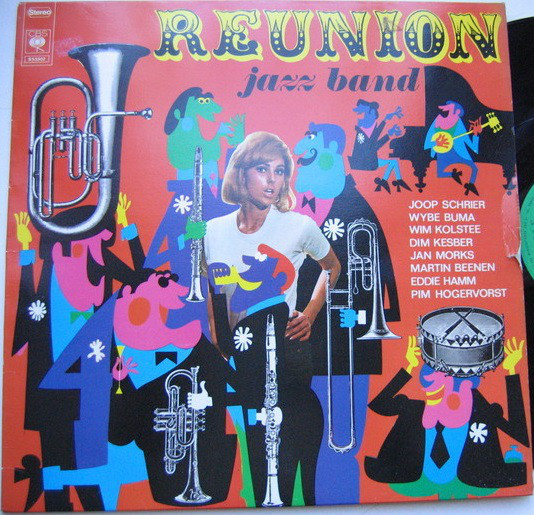 Stereo
CBS
REUNION
jazz band
JOOP SCHRIER
WYBE BUMA
WIM KOLSTEE
DIM KESBER
JAN MORKS
MARTIN BEENEN
EDDIE HAMM
PIM HOGERVORST